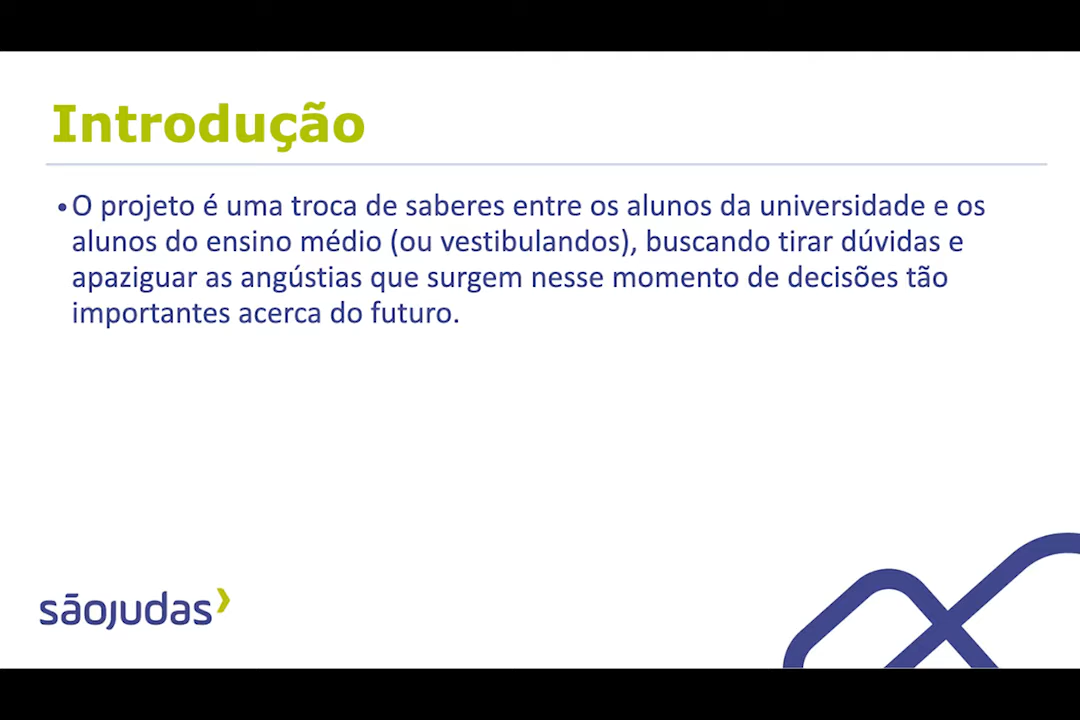 Introdução
•O projeto é uma troca de saberes entre os alunos da universidade e os
alunos do ensino médio (ou vestibulandos), buscando tirar dúvidas e
apaziguar as angústias que surgem nesse momento de decisões tão
importantes acerca do futuro.
sãojudas